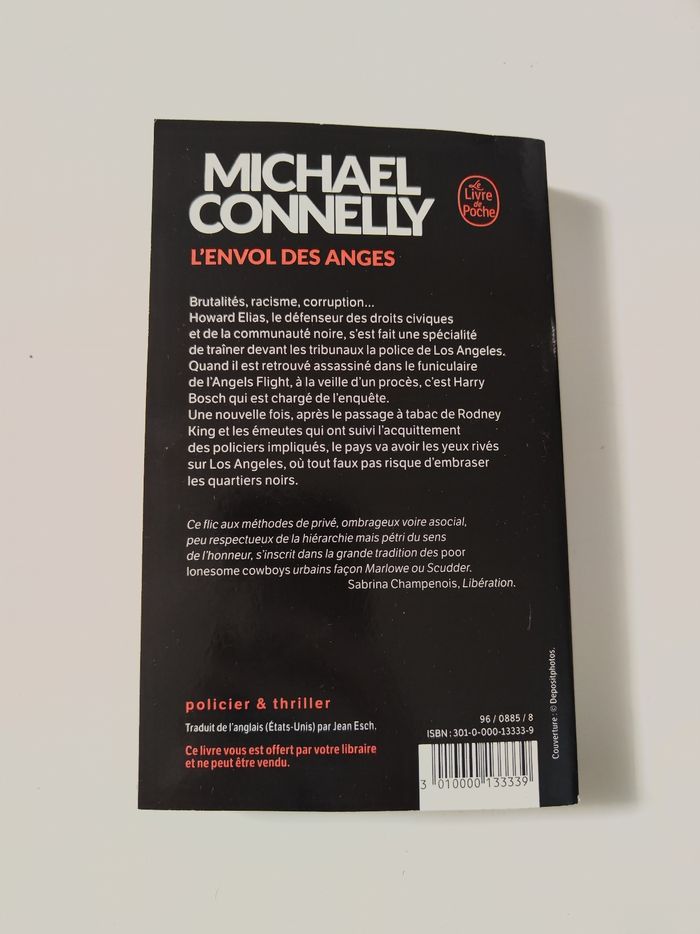 MICHAEL
CONNELLY
Le
Livre
de
Poche
L'ENVOL DES ANGES
Brutalités, racisme, corruption...
Howard Elias, le défenseur des droits civiques
et de la communauté noire, s'est fait une spécialité
de traîner devant les tribunaux la police de Los Angeles.
Quand il est retrouvé assassiné dans le funiculaire
de l'Angels Flight, à la veille d'un procès, c'est Harry
Bosch qui est chargé de l'enquête.
Une nouvelle fois, après le passage à tabac de Rodney
King et les émeutes qui ont suivi l'acquittement
des policiers impliqués, le pays va avoir les yeux rivés
sur Los Angeles, où tout faux pas risque d'embraser
les quartiers noirs.
Ce flic aux méthodes de privé, ombrageux voire asocial,
peu respectueux de la hiérarchie mais pétri du sens
de l'honneur, s'inscrit dans la grande tradition des poor
lonesome cowboys urbains façon Marlowe ou Scudder.
Sabrina Champenois, Libération.
policier & thriller
Traduit de l'anglais (États-Unis) par Jean Esch.
Ce livre vous est offert par votre libraire
et ne peut être vendu.
96 / 0885 / 8
ISBN : 301-0-000-13333-9
3 010000 133339
Couverture : © Depositphotos.